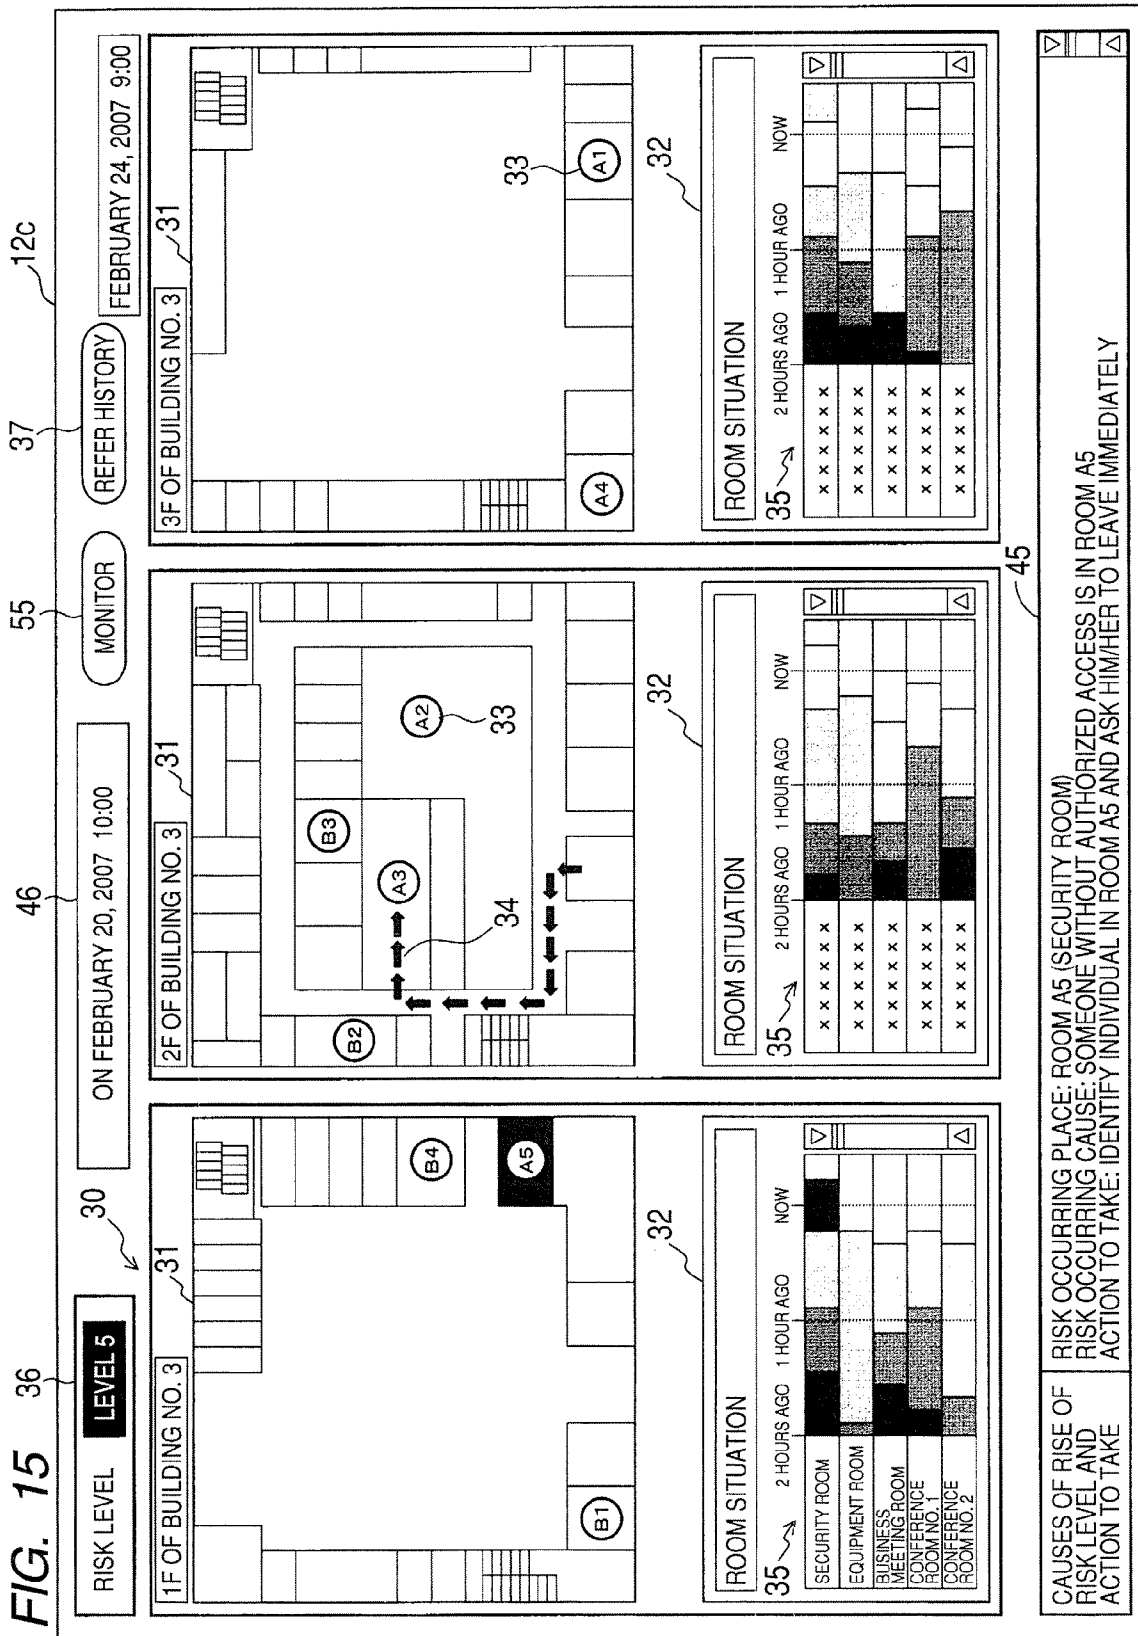 FIG. 15
12c
36
46
55
37
RISK LEVEL LEVEL 5
ON FEBRUARY 20, 2007 10:00
MONITOR
REFER HISTORY
FEBRUARY 24, 2007 9:00
30
1F OF BUILDING NO. 3
31
B4
A5
B1
32
ROOM SITUATION
35
2 HOURS AGO 1 HOUR AGO NOW
SECURITY ROOM
EQUIPMENT ROOM
BUSINESS
MEETING ROOM
CONFERENCE
ROOM NO. 1
CONFERENCE
ROOM NO. 2
2F OF BUILDING NO. 3
31
B3
A2
33
A3
B2
34
32
ROOM SITUATION
35
2 HOURS AGO 1 HOUR AGO NOW
x x x x x x
x x x x x x
x x x x x x
x x x x x x
x x x x x x
3F OF BUILDING NO. 3
31
33
A4
A1
32
ROOM SITUATION
35
2 HOURS AGO 1 HOUR AGO NOW
x x x x x x
x x x x x x
x x x x x x
x x x x x x
x x x x x x
45
CAUSES OF RISE OF
RISK LEVEL AND
ACTION TO TAKE
RISK OCCURRING PLACE: ROOM A5 (SECURITY ROOM)
RISK OCCURRING CAUSE: SOMEONE WITHOUT AUTHORIZED ACCESS IS IN ROOM A5
ACTION TO TAKE: IDENTIFY INDIVIDUAL IN ROOM A5 AND ASK HIM/HER TO LEAVE IMMEDIATELY